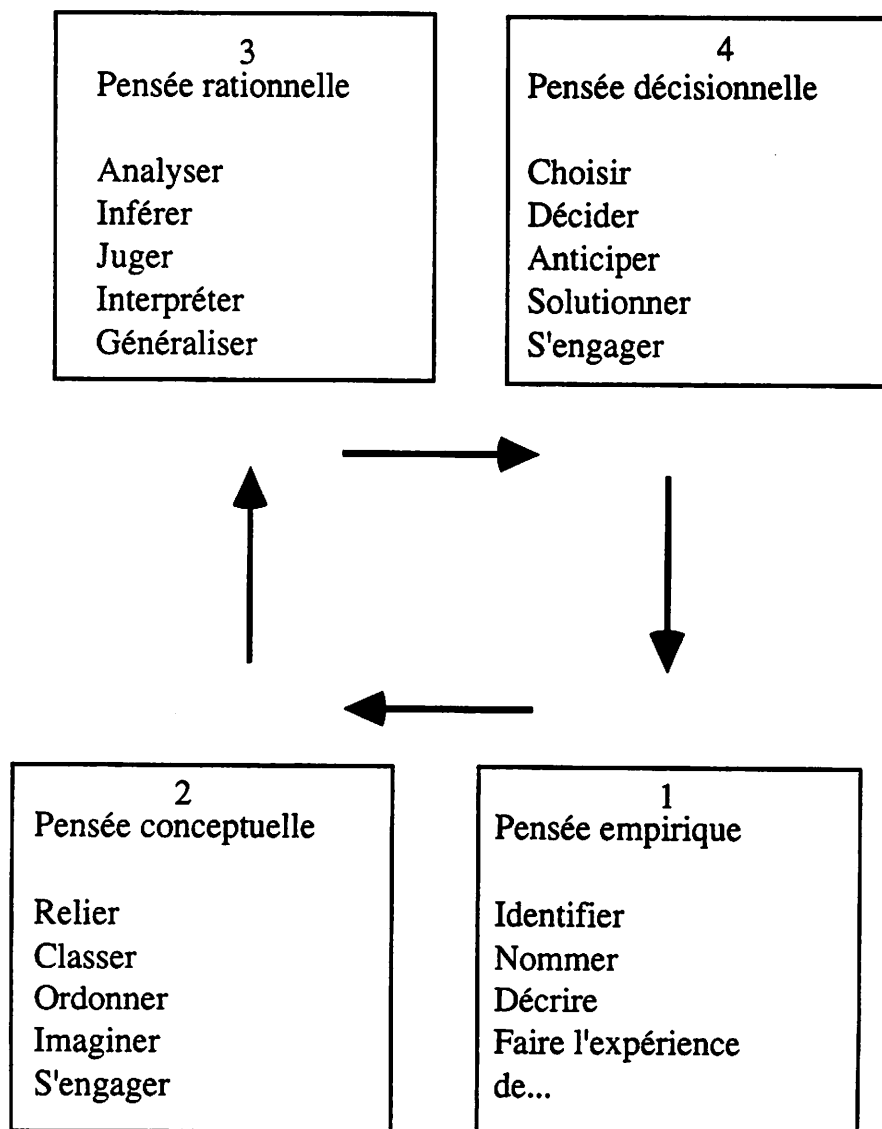 3
Pensée rationnelle
Analyser
Inférer
Juger
Interpréter
Généraliser
4
Pensée décisionnelle
Choisir
Décider
Anticiper
Solutionner
S'engager
2
Pensée conceptuelle
Relier
Classer
Ordonner
Imaginer
S'engager
1
Pensée empirique
Identifier
Nommer
Décrire
Faire l'expérience
de...